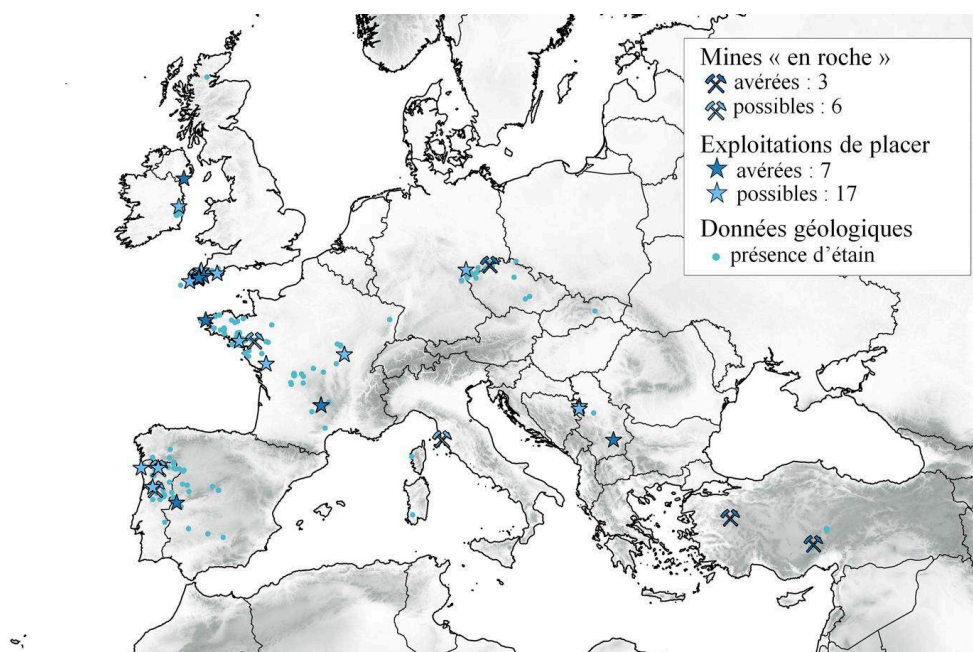 Mines « en roche »
avérées : 3
possibles : 6
Exploitations de placer
avérées : 7
possibles : 17
Données géologiques
présence d’étain